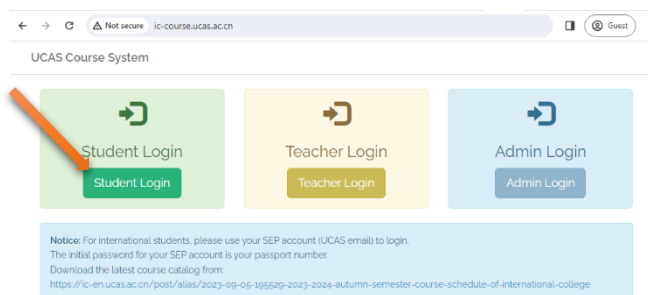 Not secure ic-course.ucas.ac.cn Guest
UCAS Course System
Student Login Teacher Login Admin Login
Student Login Teacher Login Admin Login
Notice: For international students, please use your SEP account (UCAS email) to login.
The initial password for your SEP account is your passport number.
Download the latest course catalog from:
https://ic-en.ucas.ac.cn/post/alias/2023-09-05-195529-2023-2024-autumn-semester-course-schedule-of-international-college